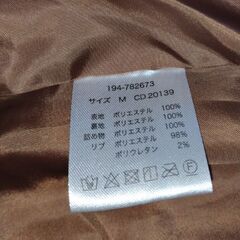 194-782673
サイズ M CD.20139
表地 ポリエステル 100%
裏地 ポリエステル 100%
詰め物 ポリエステル 100%
リブ ポリエステル 98%
ポリウレタン 2%